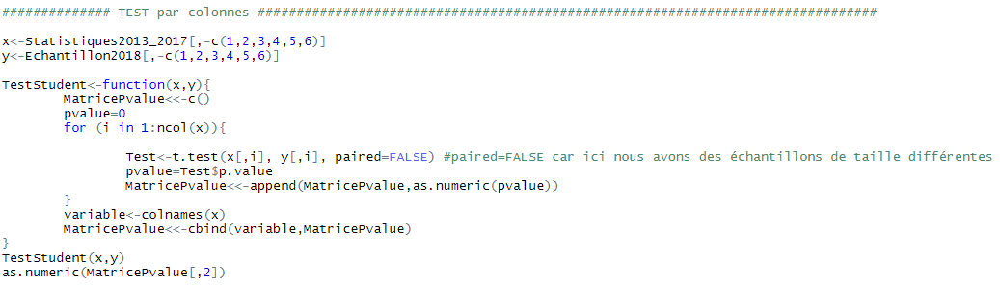 ############## TEST par colonnes ################################################################################
x<-Statistiques2013_2017[,-c(1,2,3,4,5,6)]
y<-Echantillon2018[,-c(1,2,3,4,5,6)]
TestStudent<-function(x,y){
MatricePvalue<<-c()
pvalue=0
for (i in 1:ncol(x)){
Test<-t.test(x[,i], y[,i], paired=FALSE) #paired=FALSE car ici nous avons des échantillons de taille différentes
pvalue=Test$p.value
MatricePvalue<<-append(MatricePvalue,as.numeric(pvalue))
}
variable<-colnames(x)
MatricePvalue<<-cbind(variable,MatricePvalue)
}
TestStudent(x,y)
as.numeric(MatricePvalue[,2])